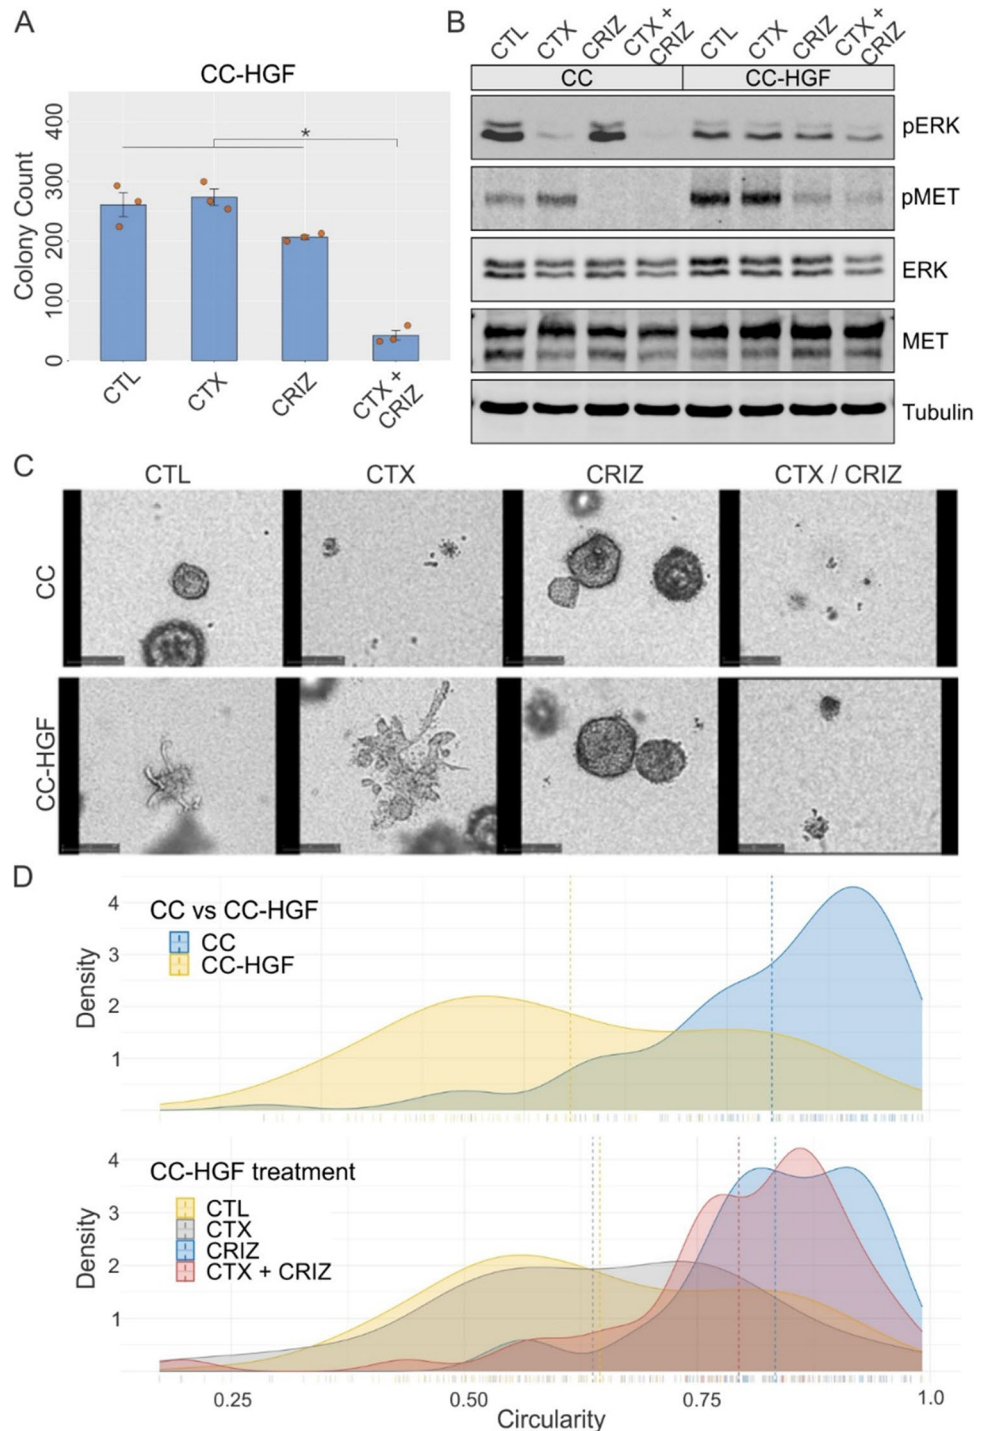 A
CC-HGF
Colony Count
400
300
200
100
0
*
CTL
CTX
CRIZ
CTX +
CRIZ
B
CTL
CTX
CRIZ
CTX +
CRIZ
CTL
CTX
CRIZ
CTX +
CRIZ
CC
CC-HGF
pERK
pMET
ERK
MET
Tubulin
C
CTL
CTX
CRIZ
CTX / CRIZ
CC
CC-HGF
D
CC vs CC-HGF
CC
CC-HGF
Density
4
3
2
1
CC-HGF treatment
CTL
CTX
CRIZ
CTX + CRIZ
Density
4
3
2
1
0.25
0.50
0.75
1.0
Circularity